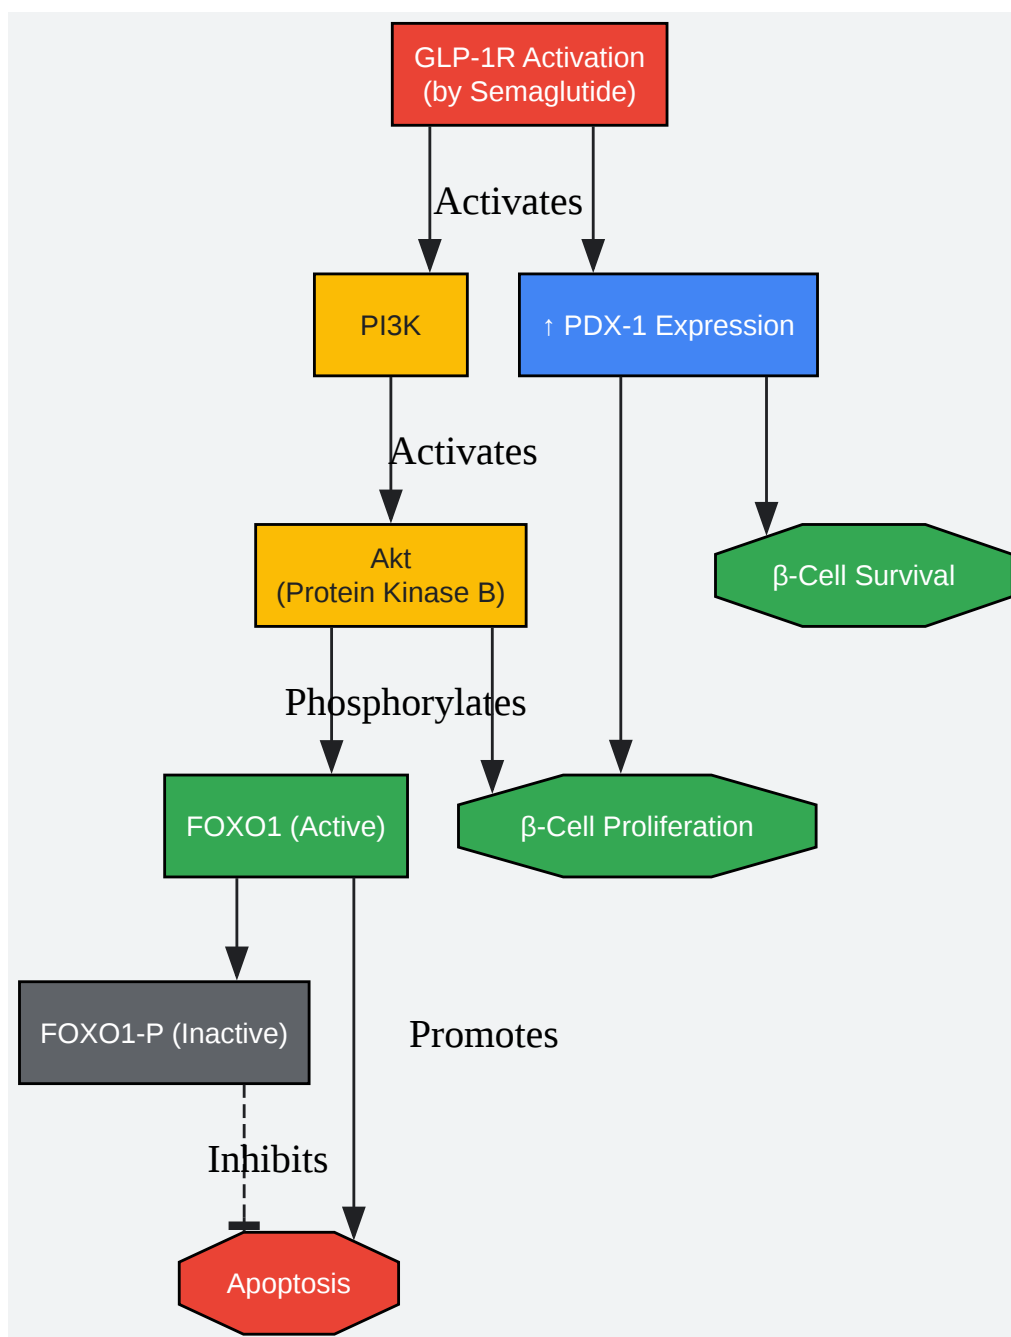 GLP-1R Activation
(by Semaglutide)
Activates
PI3K
↑ PDX-1 Expression
Activates
Akt
(Protein Kinase B)
β-Cell Survival
Phosphorylates
FOXO1 (Active)
β-Cell Proliferation
FOXO1-P (Inactive)
Promotes
Inhibits
Apoptosis